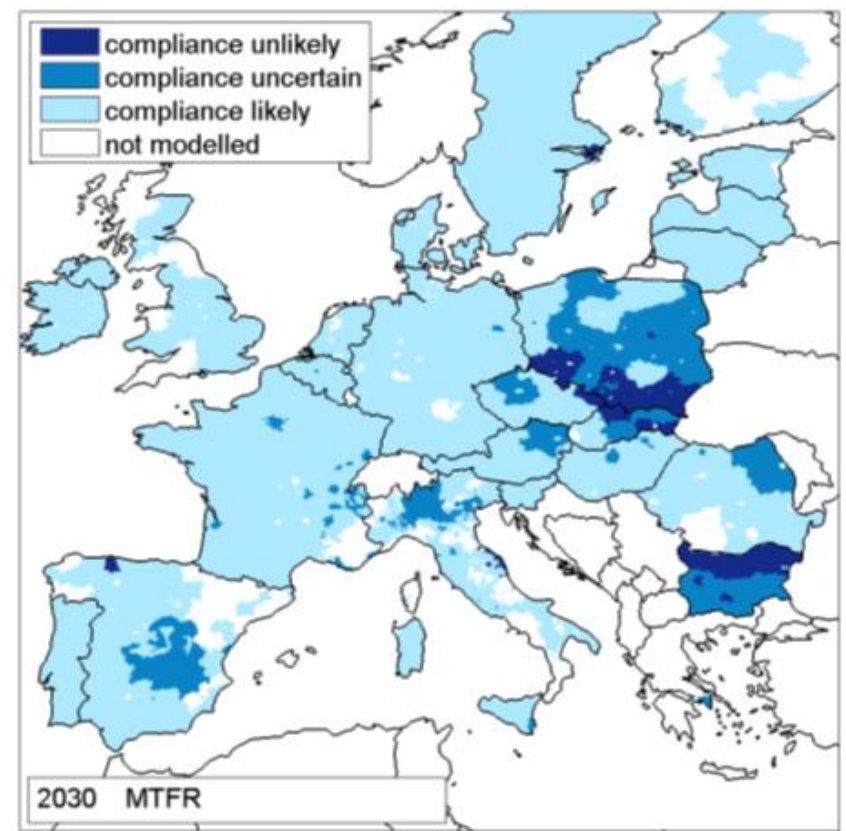 compliance unlikely
compliance uncertain
compliance likely
not modelled
2030 MTFR